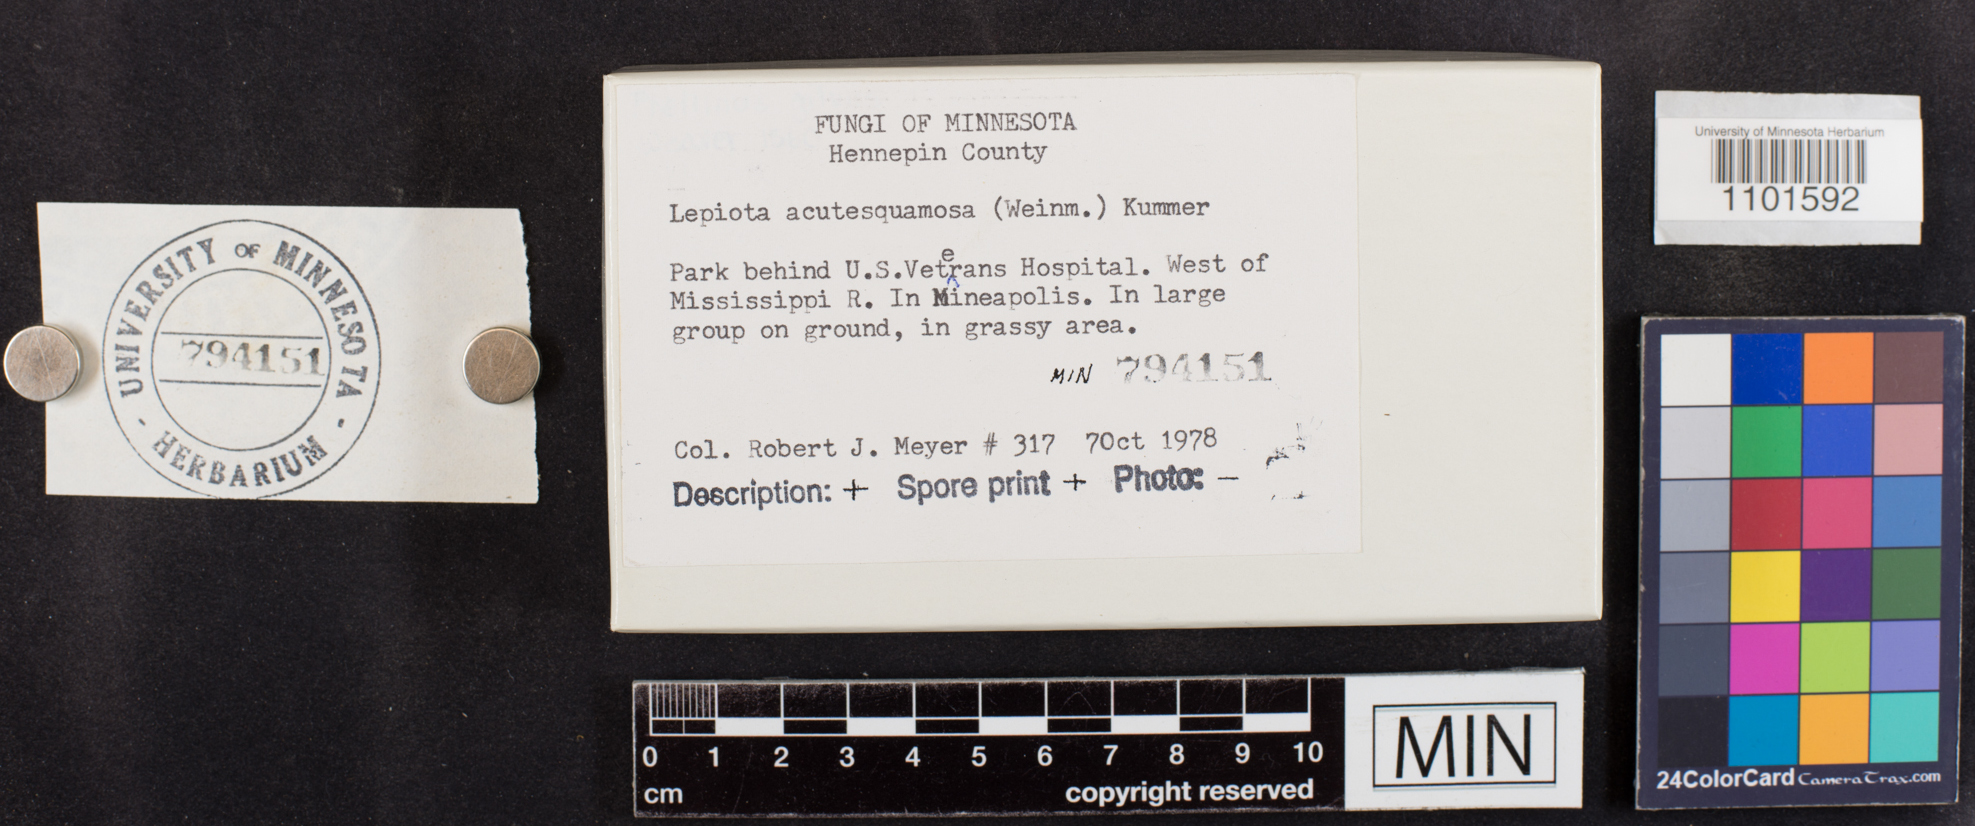 UNIVERSITY OF MINNESOTA
794151
- HERBARIUM -
FUNGI OF MINNESOTA
Hennepin County
Lepiota acutesquamosa (Weinm.) Kummer
Park behind U.S.Veterans Hospital. West of
Mississippi R. In Mineapolis. In large
group on ground, in grassy area.
MIN 794151
Col. Robert J. Meyer # 317 7Oct 1978
Description: + Spore print + Photo: -
University of Minnesota Herbarium
1101592
0 1 2 3 4 5 6 7 8 9 10
cm copyright reserved
MIN
24ColorCard CameraTrax.com